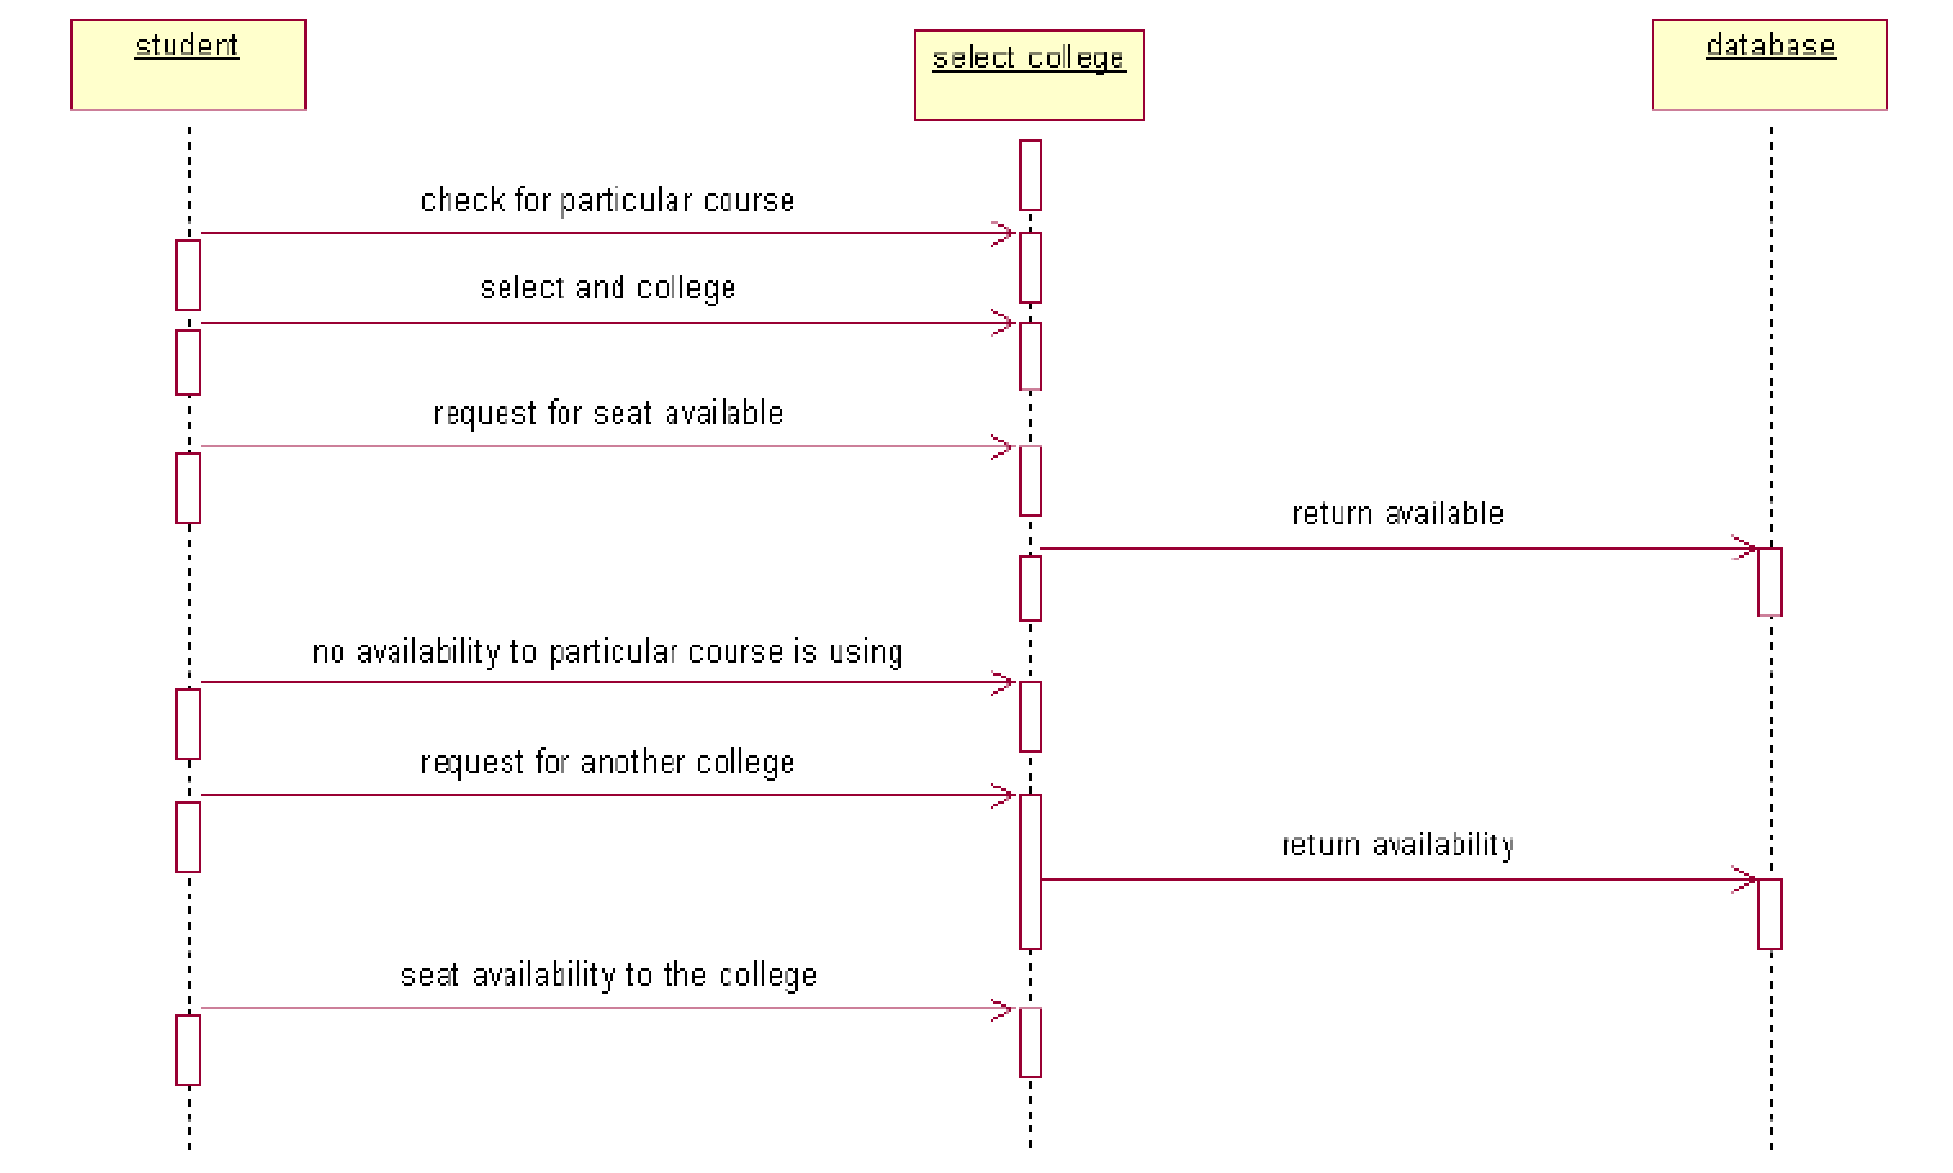 student
select college
database
check for particular course
select and college
request for seat available
return available
no availability to particular course is using
request for another college
return availability
seat availability to the college